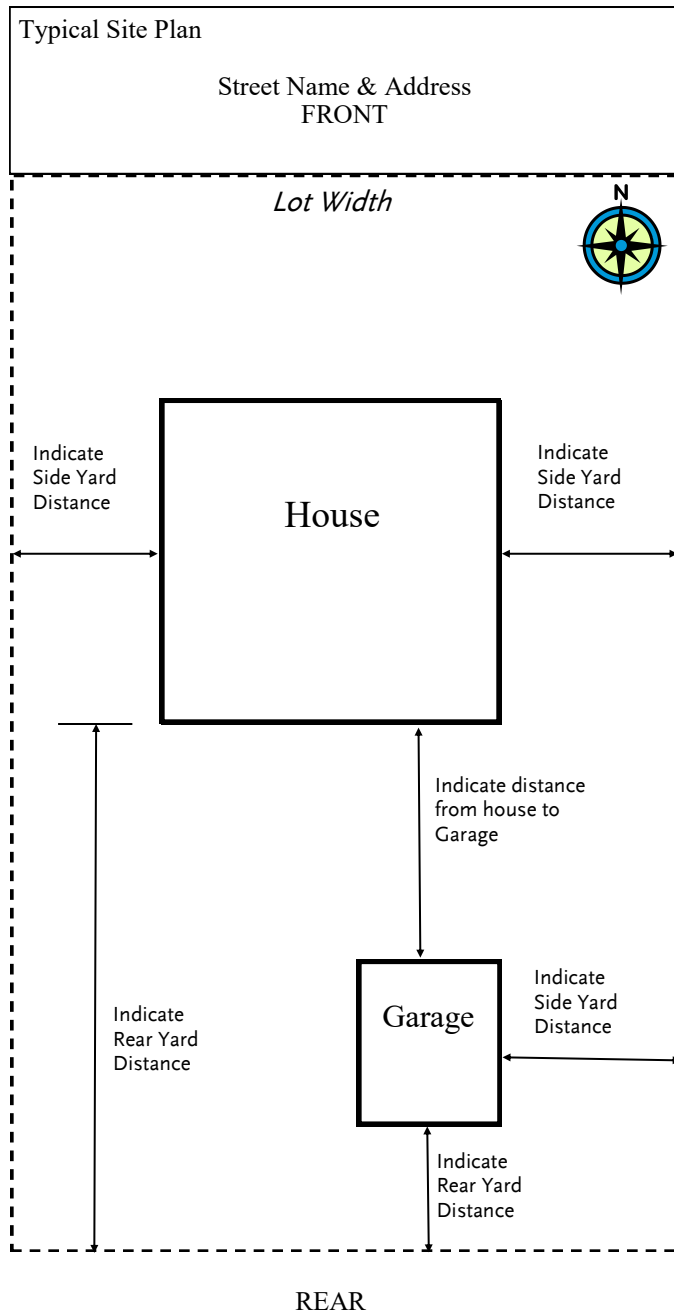 Typical Site Plan
Street Name & Address
FRONT
Lot Width
N
Indicate
Side Yard
Distance
Indicate
Side Yard
Distance
House
Indicate distance
from house to
Garage
Indicate
Side Yard
Distance
Garage
Indicate
Rear Yard
Distance
Indicate
Rear Yard
Distance
REAR